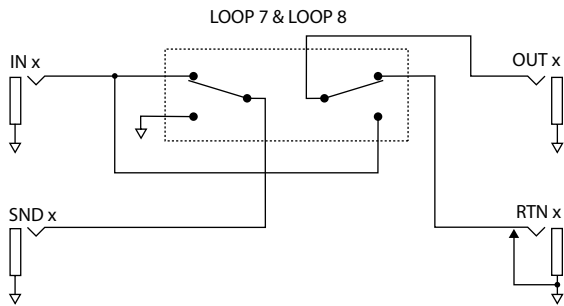 LOOP 7 & LOOP 8
IN x
OUT x
SND x
RTN x